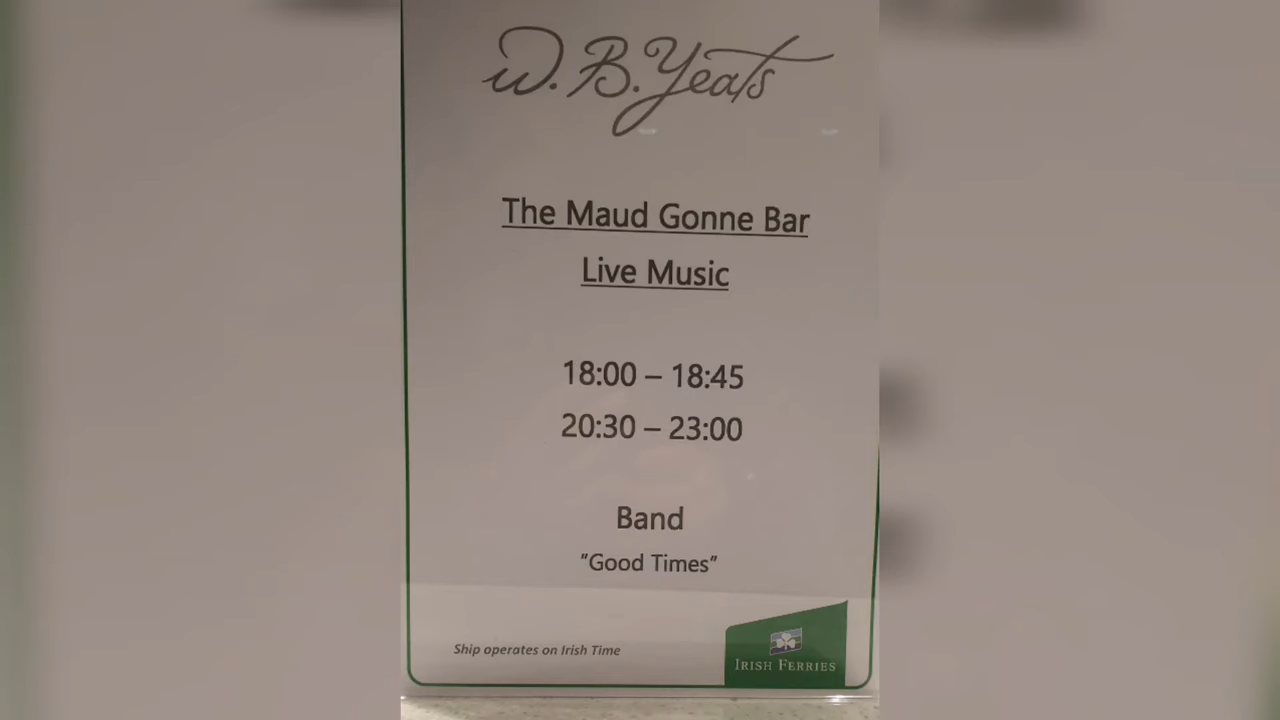 W.B.Yeats
The Maud Gonne Bar
Live Music
18:00 – 18:45
20:30 – 23:00
Band
“Good Times”
Ship operates on Irish Time
IRISH FERRIES